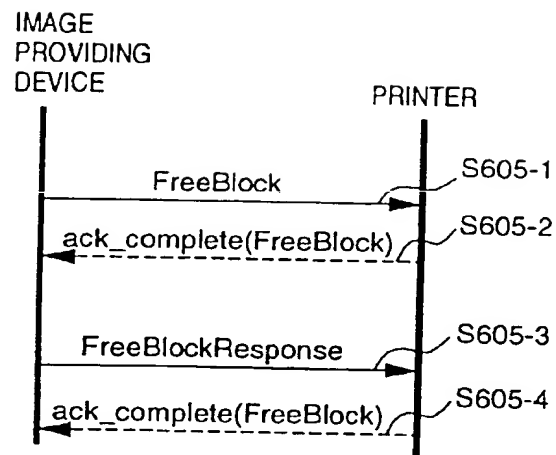 IMAGE
PROVIDING
DEVICE
PRINTER
FreeBlock
S605-1
ack_complete(FreeBlock)
S605-2
FreeBlockResponse
S605-3
ack_complete(FreeBlock)
S605-4